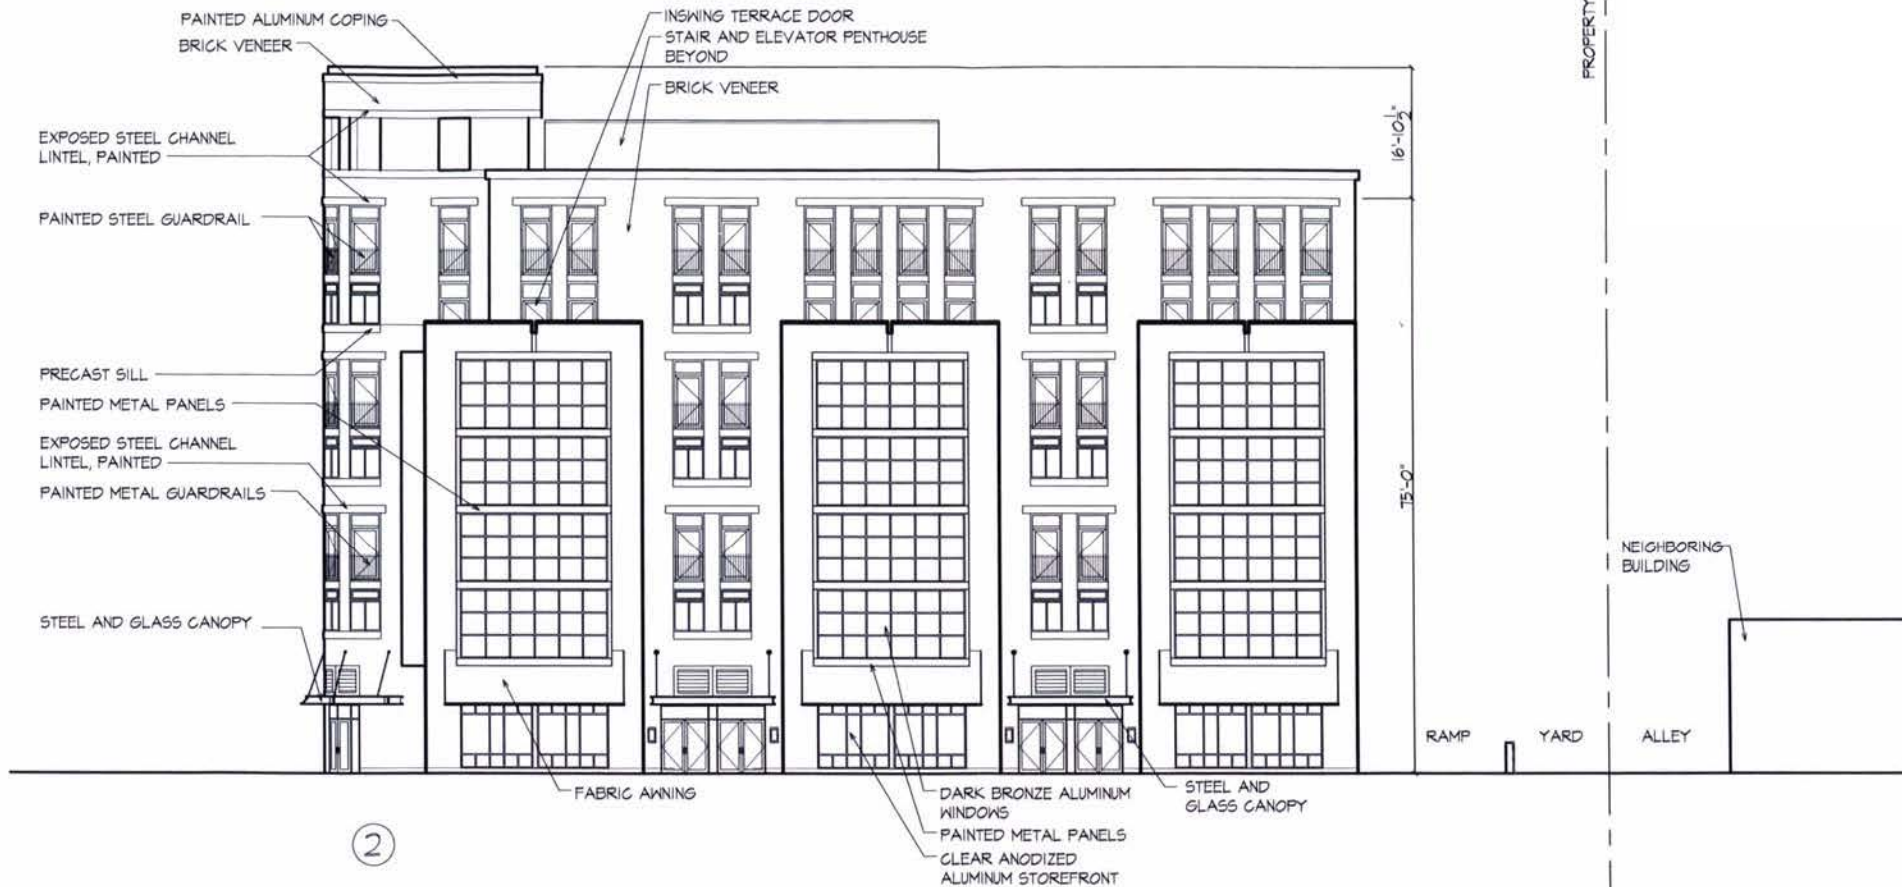 PAINTED ALUMINUM COPING
BRICK VENEER
EXPOSED STEEL CHANNEL
LINTEL, PAINTED
PAINTED STEEL GUARDRAIL
PRECAST SILL
PAINTED METAL PANELS
EXPOSED STEEL CHANNEL
LINTEL, PAINTED
PAINTED METAL GUARDRAILS
STEEL AND GLASS CANOPY
INSWING TERRACE DOOR
STAIR AND ELEVATOR PENTHOUSE
BEYOND
BRICK VENEER
16'-10½"
75'-0"
PROPERTY
NEIGHBORING
BUILDING
RAMP
YARD
ALLEY
FABRIC AWNING
DARK BRONZE ALUMINUM
WINDOWS
PAINTED METAL PANELS
CLEAR ANODIZED
ALUMINUM STOREFRONT
STEEL AND
GLASS CANOPY
2